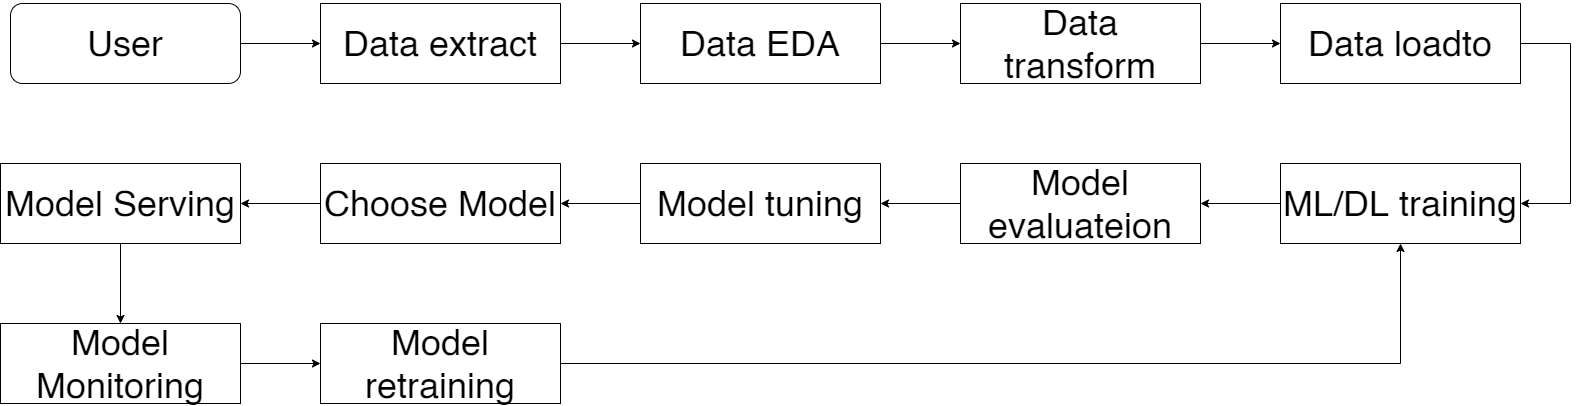 User
Data extract
Data EDA
Data
transform
Data loadto
Model Serving
Choose Model
Model tuning
Model
evaluateion
ML/DL training
Model
Monitoring
Model
retraining